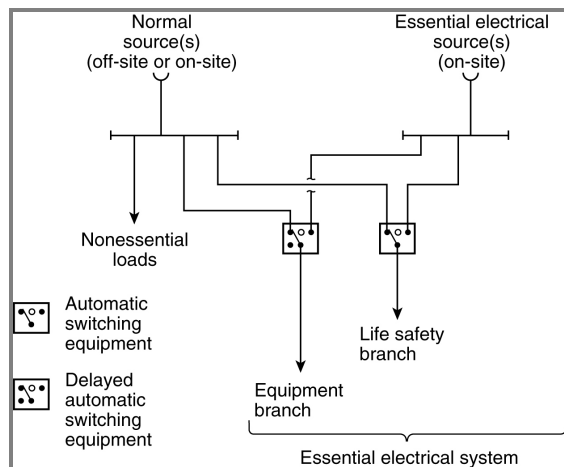 Normal
source(s)
(off-site or on-site)
Essential electrical
source(s)
(on-site)
Nonessential
loads
Automatic
switching
equipment
Life safety
branch
Delayed
automatic
switching
equipment
Equipment
branch
Essential electrical system